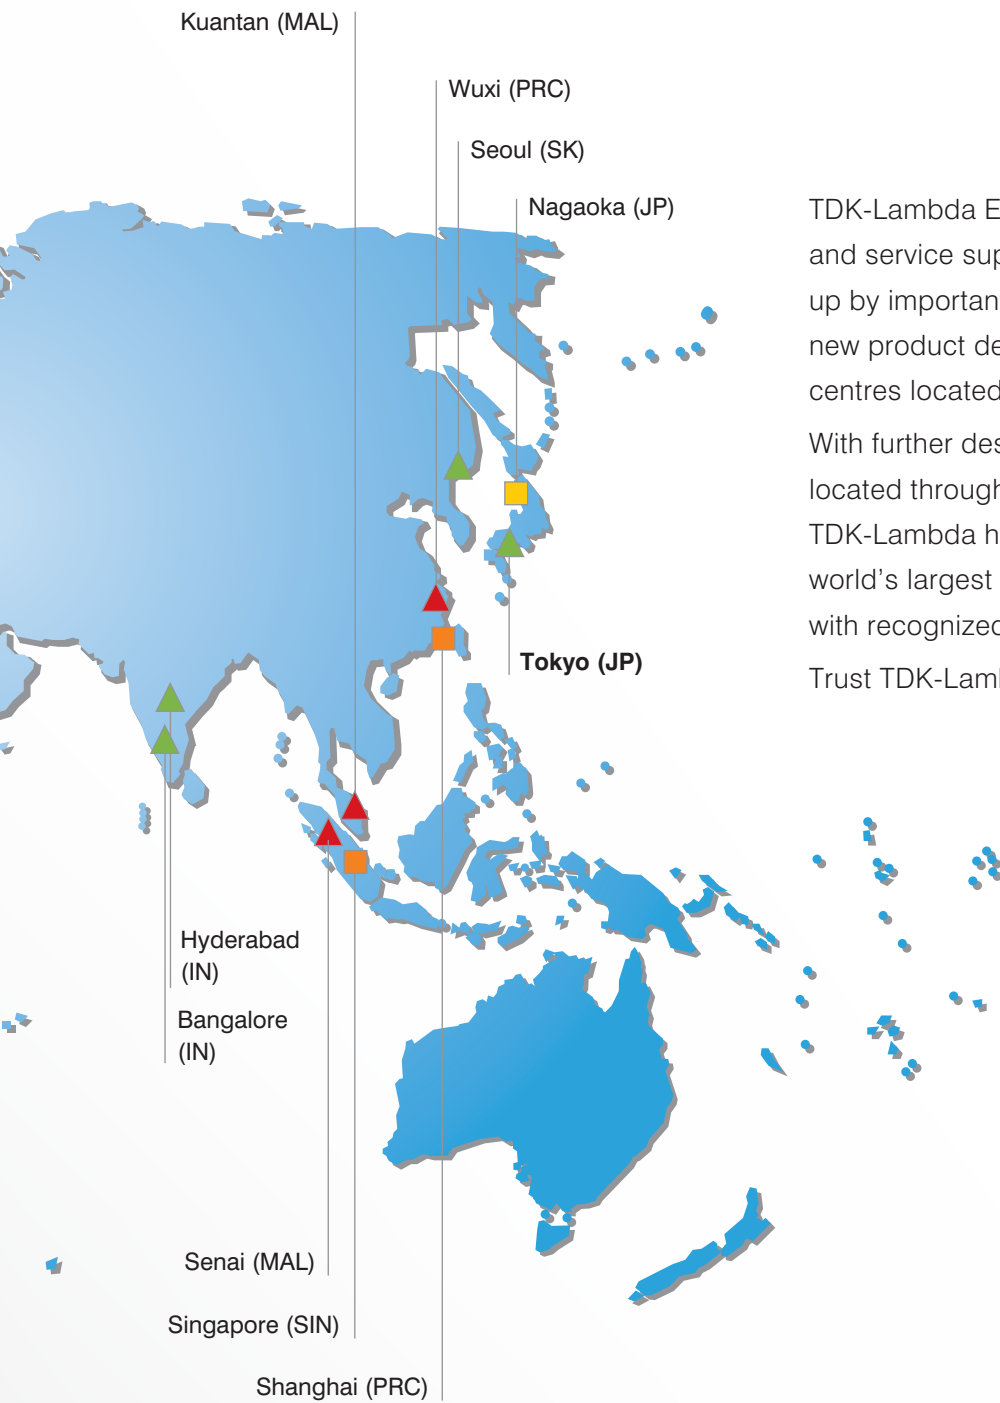 Kuantan (MAL)
Wuxi (PRC)
Seoul (SK)
Nagaoka (JP)
TDK-Lambda E
and service sup
up by importan
new product de
centres located
With further des
located through
TDK-Lambda h
world's largest
with recognized
Trust TDK-Laml
Tokyo (JP)
Hyderabad
(IN)
Bangalore
(IN)
Senai (MAL)
Singapore (SIN)
Shanghai (PRC)